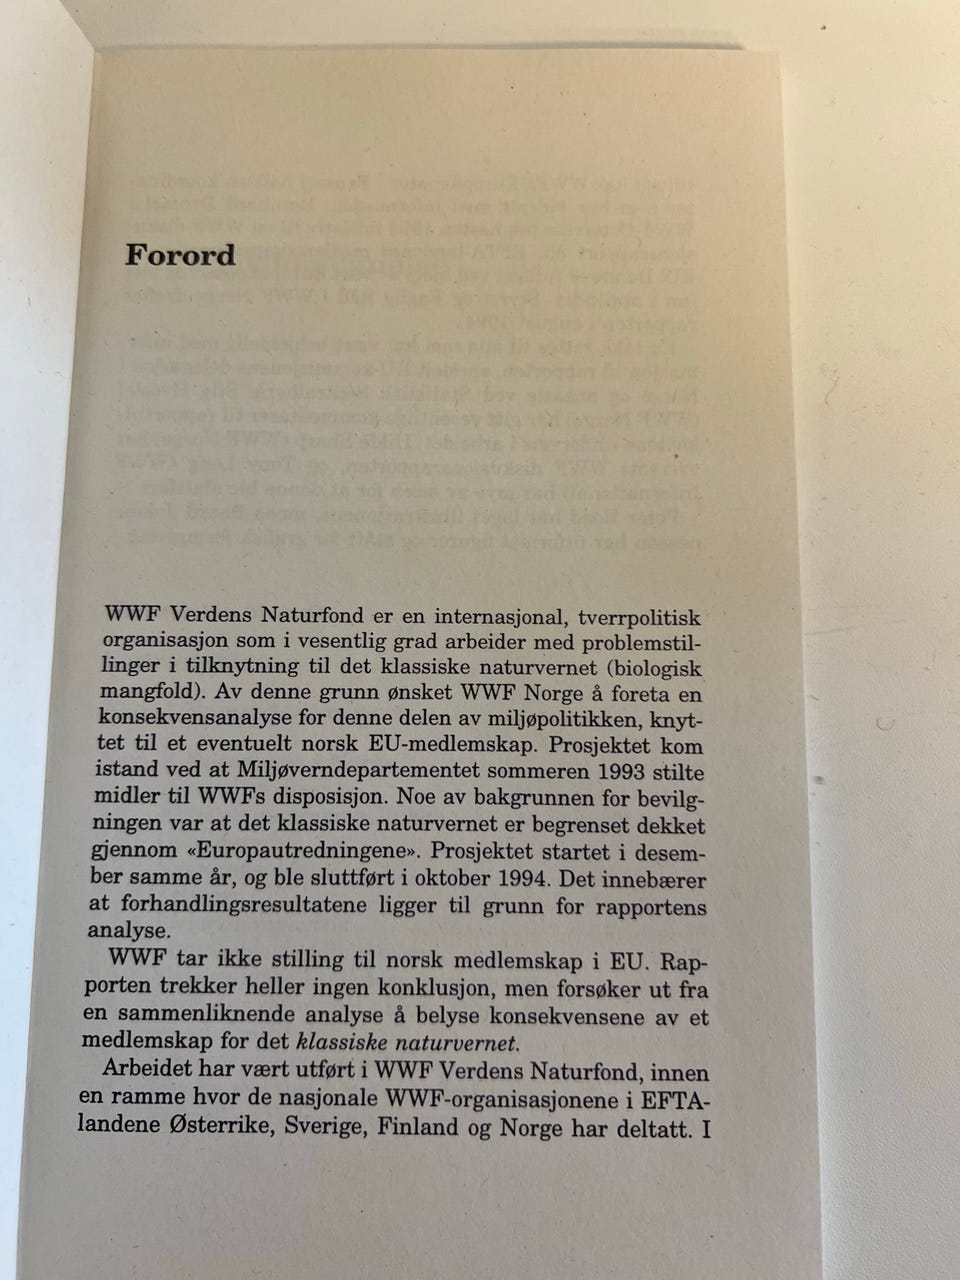 Forord
WWF Verdens Naturfond er en internasjonal, tverrpolitisk
organisasjon som i vesentlig grad arbeider med problemstil-
linger i tilknytning til det klassiske naturvernet (biologisk
mangfold). Av denne grunn ønsket WWF Norge å foreta en
konsekvensanalyse for denne delen av miljøpolitikken, knyt-
tet til et eventuelt norsk EU-medlemskap. Prosjektet kom
istand ved at Miljøverndepartementet sommeren 1993 stilte
midler til WWFs disposisjon. Noe av bakgrunnen for bevilg-
ningen var at det klassiske naturvernet er begrenset dekket
gjennom «Europautredningene». Prosjektet startet i desem-
ber samme år, og ble sluttført i oktober 1994. Det innebærer
at forhandlingsresultatene ligger til grunn for rapportens
analyse.
WWF tar ikke stilling til norsk medlemskap i EU. Rap-
porten trekker heller ingen konklusjon, men forsøker ut fra
en sammenliknende analyse å belyse konsekvensene av et
medlemskap for det klassiske naturvernet.
Arbeidet har vært utført i WWF Verdens Naturfond, innen
en ramme hvor de nasjonale WWF-organisasjonene i EFTA-
landene Østerrike, Sverige, Finland og Norge har deltatt. I